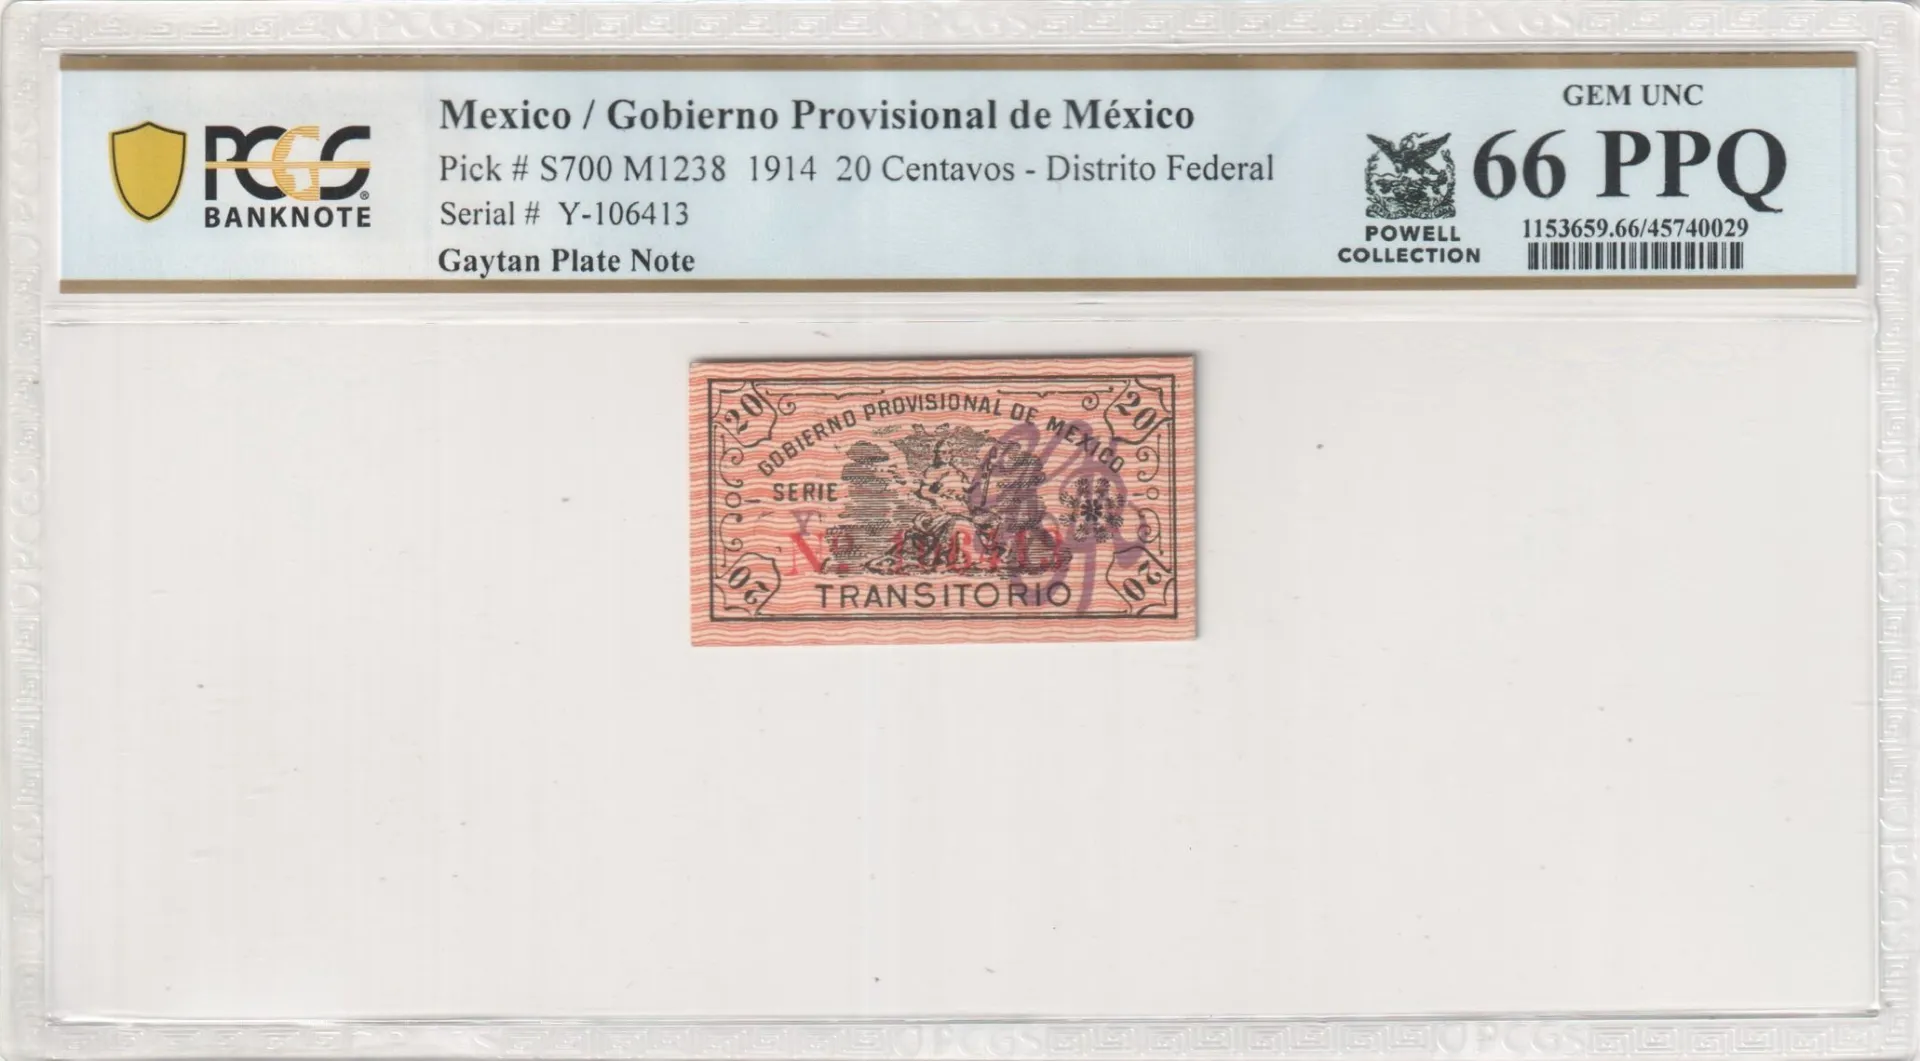 PCGS
BANKNOTE
Mexico / Gobierno Provisional de México
Pick # S700 M1238 1914 20 Centavos - Distrito Federal
Serial # Y-106413
Gaytan Plate Note
POWELL
COLLECTION
GEM UNC
66 PPQ
1153659.66/45740029
20
20
GOBIERNO PROVISIONAL DE MEXICO
SERIE
Y
No. 106413
20
20
TRANSITORIO